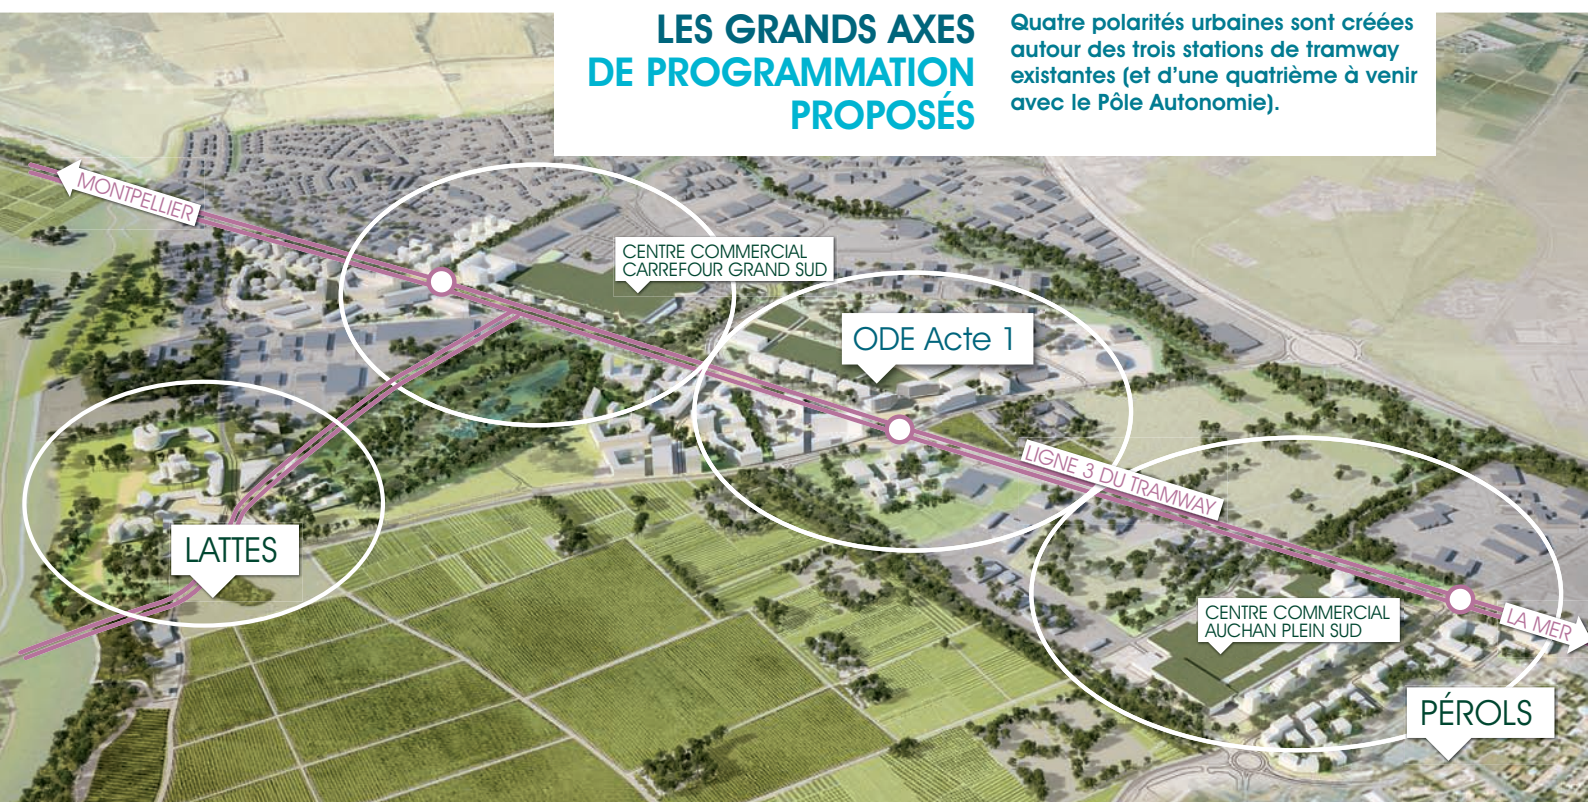 LES GRANDS AXES
DE PROGRAMMATION
PROPOSÉS
Quatre polarités urbaines sont créées
autour des trois stations de tramway
existantes (et d'une quatrième à venir
avec le Pôle Autonomie).
MONTPELLIER
CENTRE COMMERCIAL
CARREFOUR GRAND SUD
ODE Acte 1
LIGNE 3 DU TRAMWAY
LATTES
CENTRE COMMERCIAL
AUCHAN PLEIN SUD
LA MER
PÉROLS